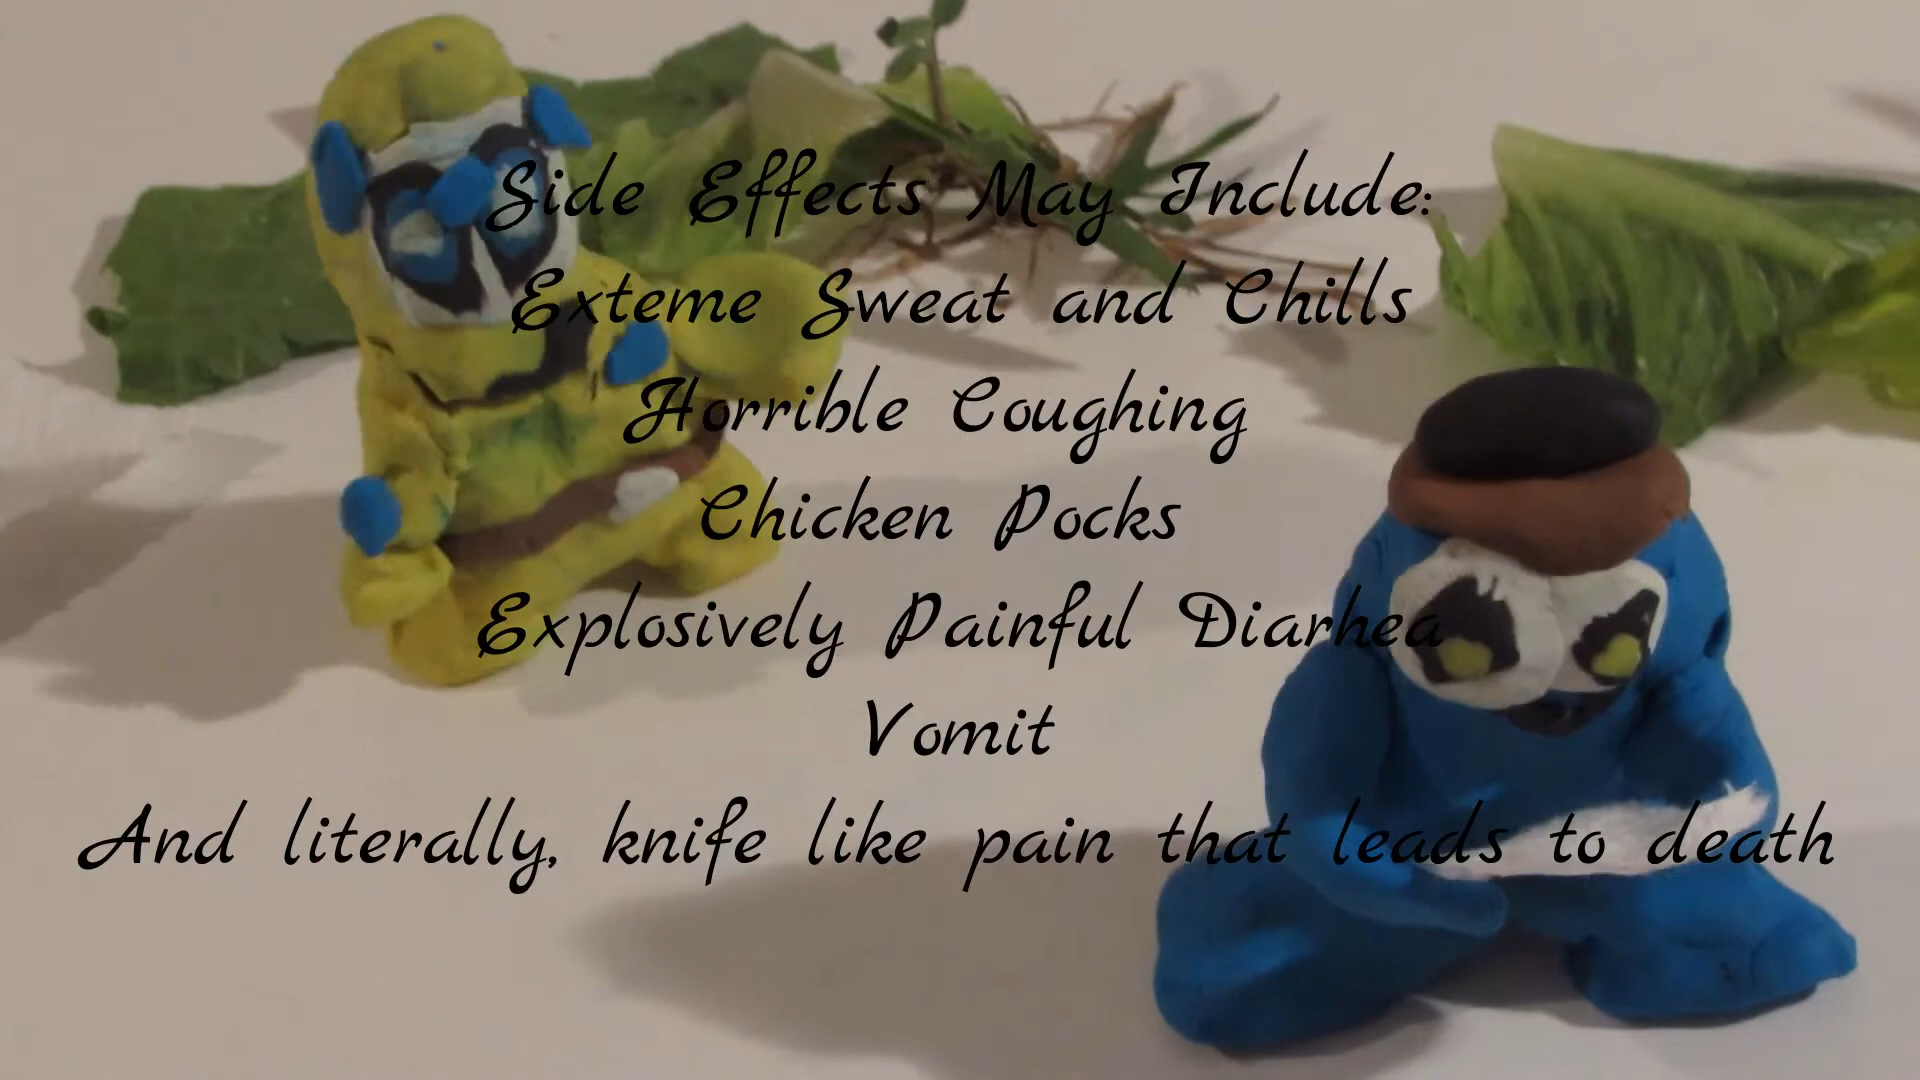 Side Effects May Include:
Exteme Sweat and Chills
Horrible Coughing
Chicken Pocks
Explosively Painful Diarhea
Vomit
And literally, knife like pain that leads to death